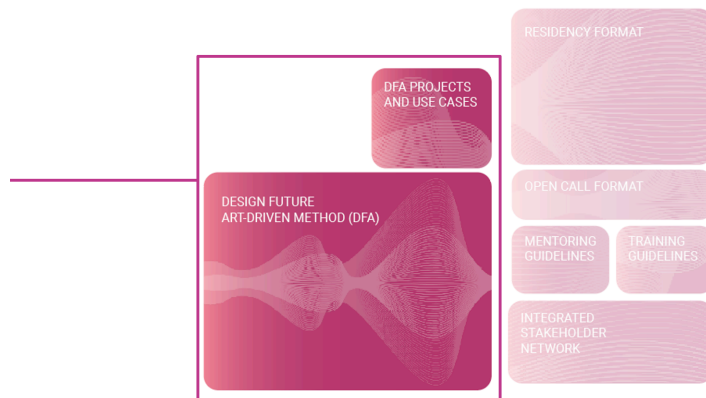 RESIDENCY FORMAT
DFA PROJECTS
AND USE CASES
OPEN CALL FORMAT
DESIGN FUTURE
ART-DRIVEN METHOD (DFA)
MENTORING
GUIDELINES
TRAINING
GUIDELINES
INTEGRATED
STAKEHOLDER
NETWORK